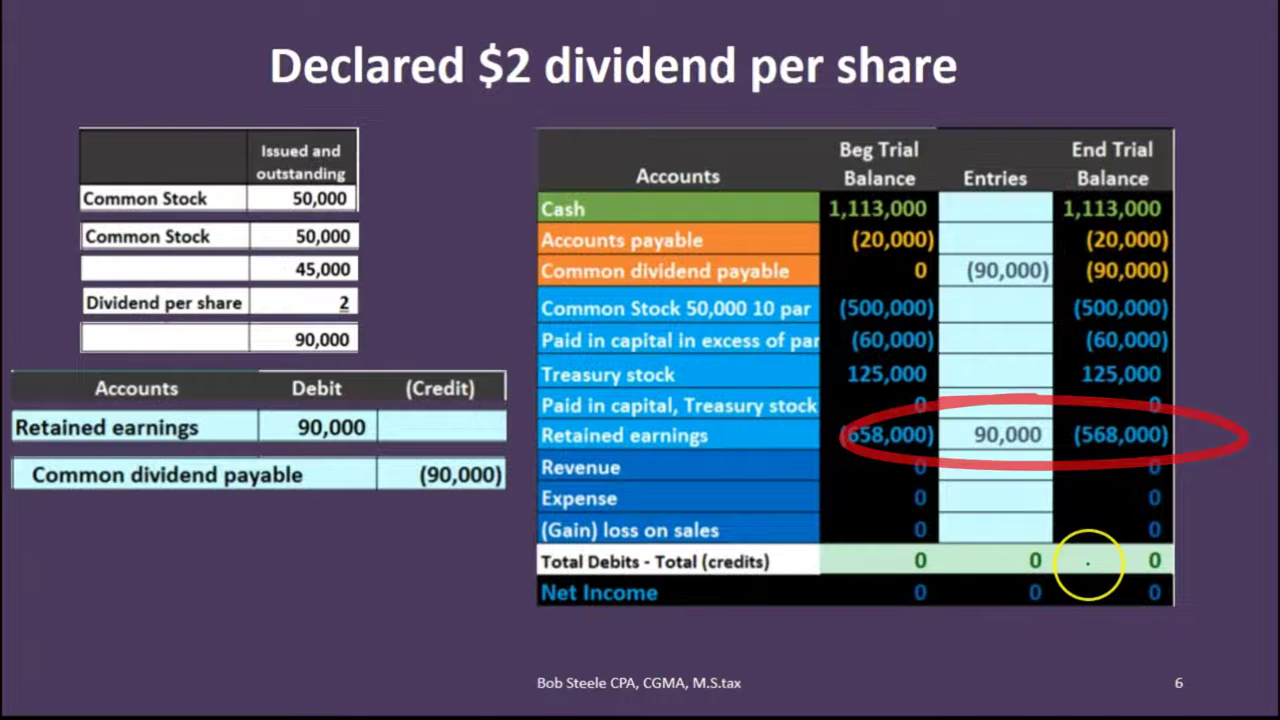 Declared $2 dividend per share
Issued and
outstanding
Common Stock 50,000
Common Stock 50,000
45,000
Dividend per share 2
90,000
Accounts Debit (Credit)
Retained earnings 90,000
Common dividend payable (90,000)
Beg Trial End Trial
Accounts Balance Entries Balance
Cash 1,113,000 1,113,000
Accounts payable (20,000) (20,000)
Common dividend payable 0 (90,000) (90,000)
Common Stock 50,000 10 par (500,000) (500,000)
Paid in capital in excess of par (60,000) (60,000)
Treasury stock 125,000 125,000
Paid in capital, Treasury stock 0 0
Retained earnings (658,000) 90,000 (568,000)
Revenue 0 0
Expense 0 0
(Gain) loss on sales 0 0
Total Debits - Total (credits) 0 0 0
Net Income 0 0 0
Bob Steele CPA, CGMA, M.S.tax 6